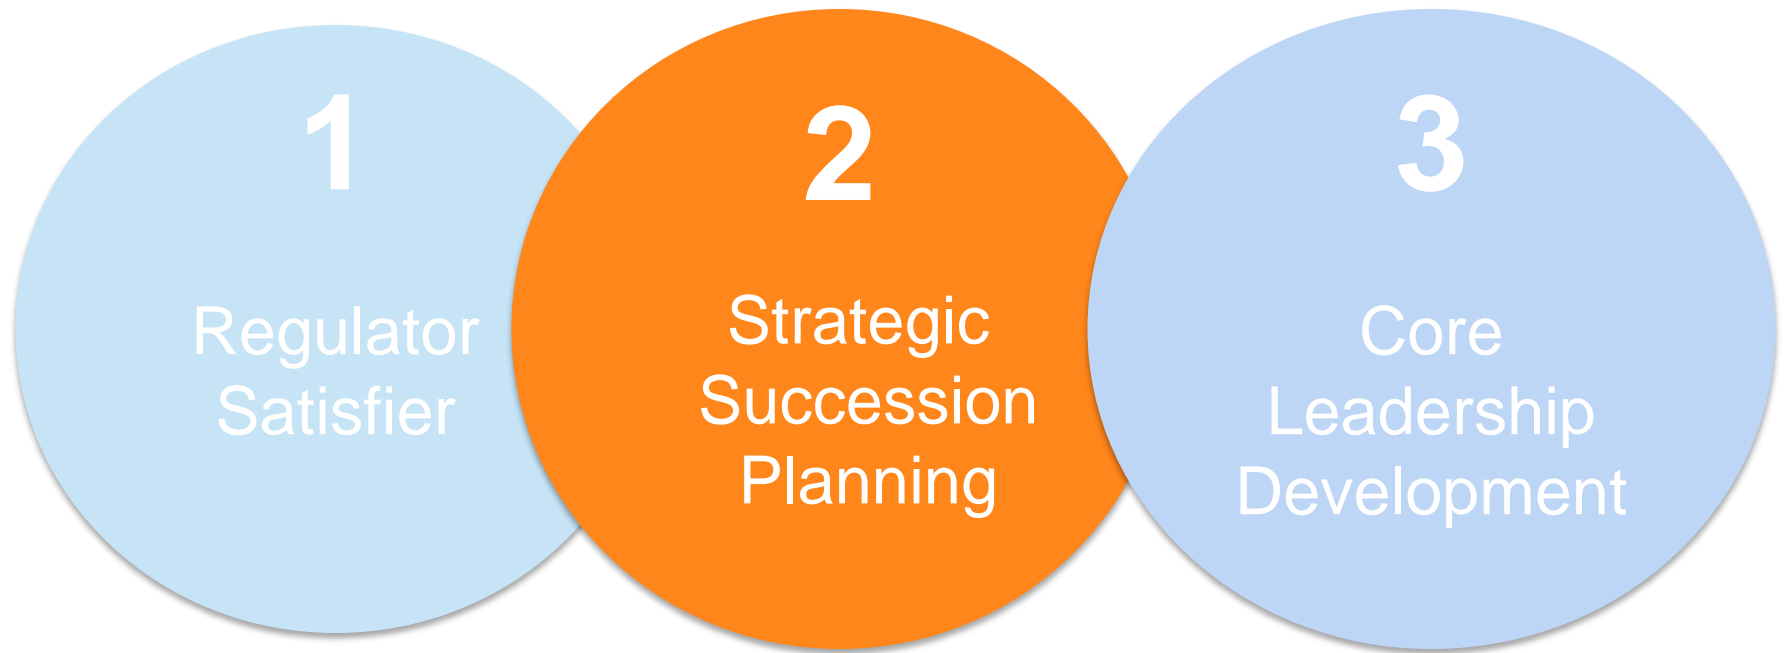 1
Regulator
Satisfier
2
Strategic
Succession
Planning
3
Core
Leadership
Development